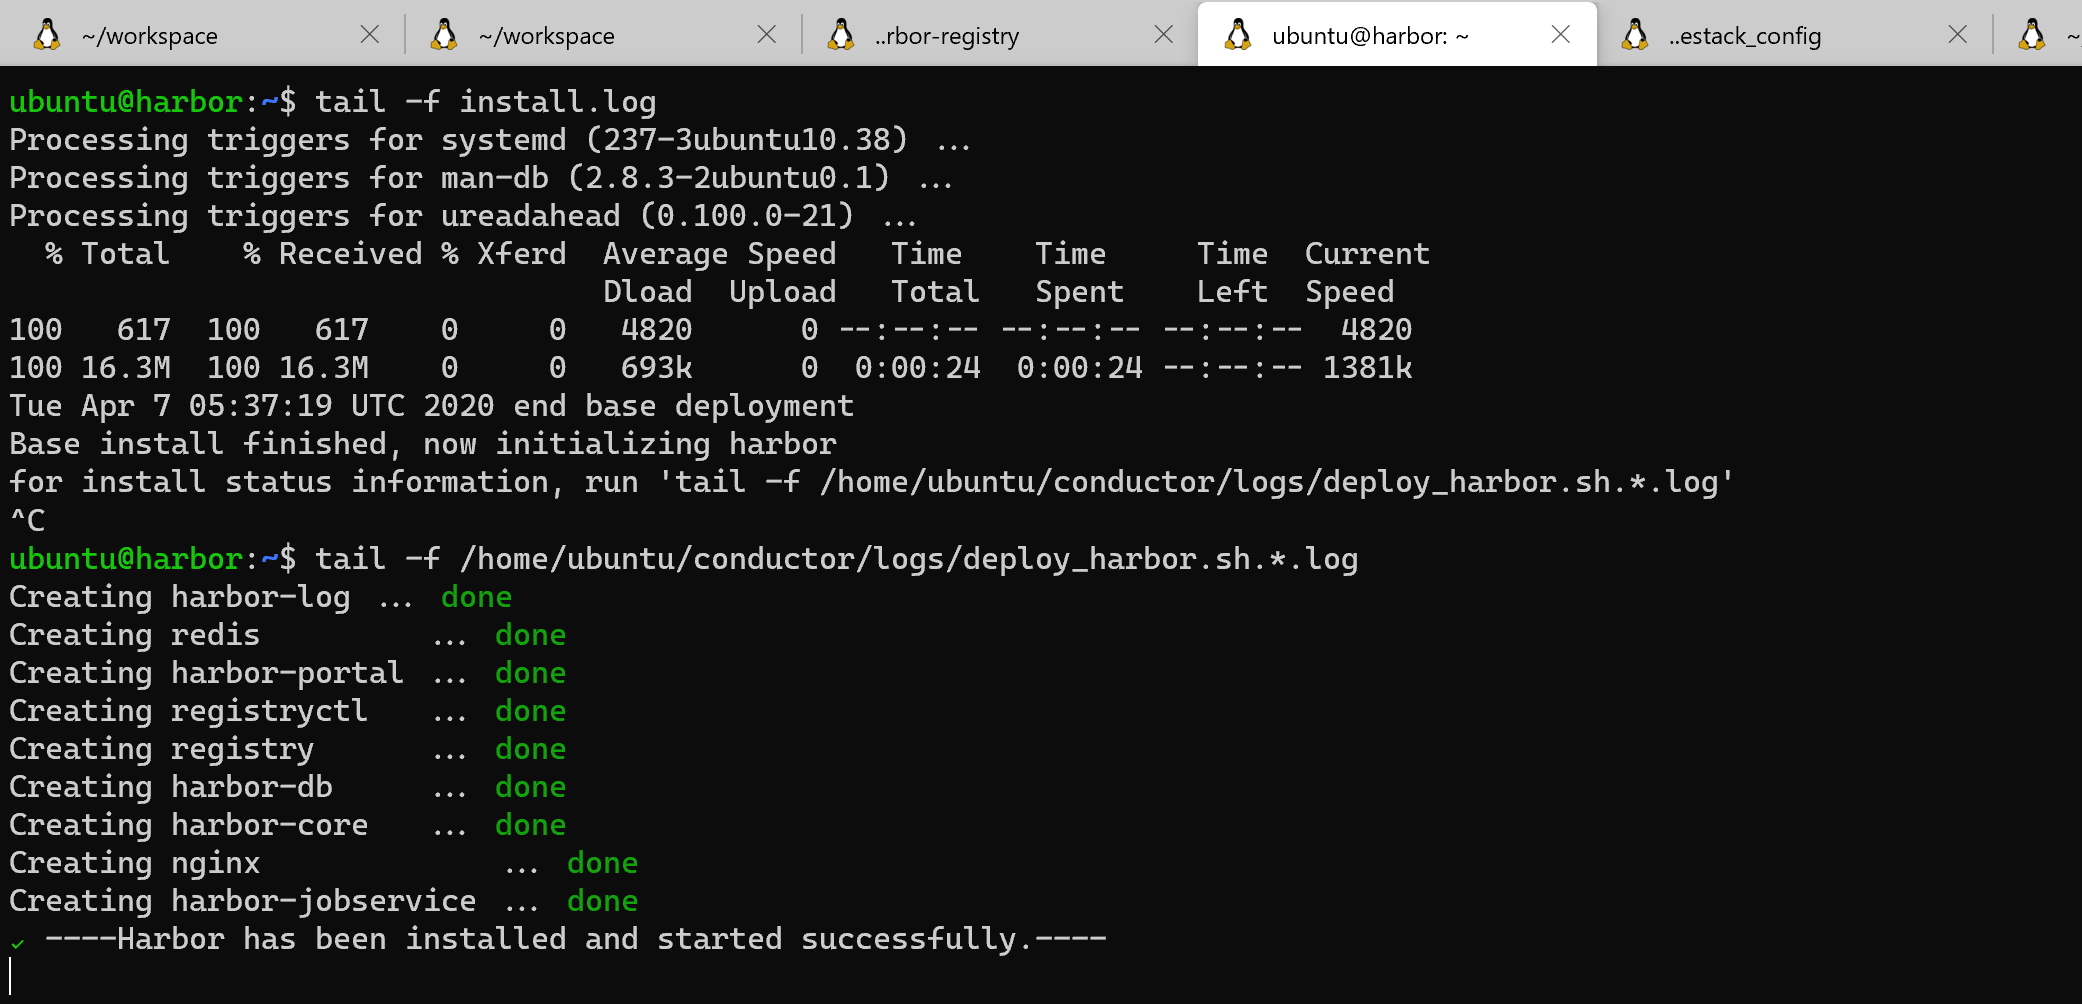 ~/workspace
~/workspace
..rbor-registry
ubuntu@harbor: ~
..estack_config
~
ubuntu@harbor:~$ tail -f install.log
Processing triggers for systemd (237-3ubuntu10.38) ...
Processing triggers for man-db (2.8.3-2ubuntu0.1) ...
Processing triggers for ureadahead (0.100.0-21) ...
  % Total    % Received % Xferd  Average Speed   Time    Time     Time  Current
                                 Dload  Upload   Total   Spent    Left  Speed
100   617  100   617    0     0   4820      0 --:--:-- --:--:-- --:--:--  4820
100 16.3M  100 16.3M    0     0   693k      0  0:00:24  0:00:24 --:--:-- 1381k
Tue Apr 7 05:37:19 UTC 2020 end base deployment
Base install finished, now initializing harbor
for install status information, run 'tail -f /home/ubuntu/conductor/logs/deploy_harbor.sh.*.log'
^C
ubuntu@harbor:~$ tail -f /home/ubuntu/conductor/logs/deploy_harbor.sh.*.log
Creating harbor-log ... done
Creating redis          ... done
Creating harbor-portal  ... done
Creating registryctl    ... done
Creating registry       ... done
Creating harbor-db      ... done
Creating harbor-core    ... done
Creating nginx              ... done
Creating harbor-jobservice  ... done
✓ ----Harbor has been installed and started successfully.----